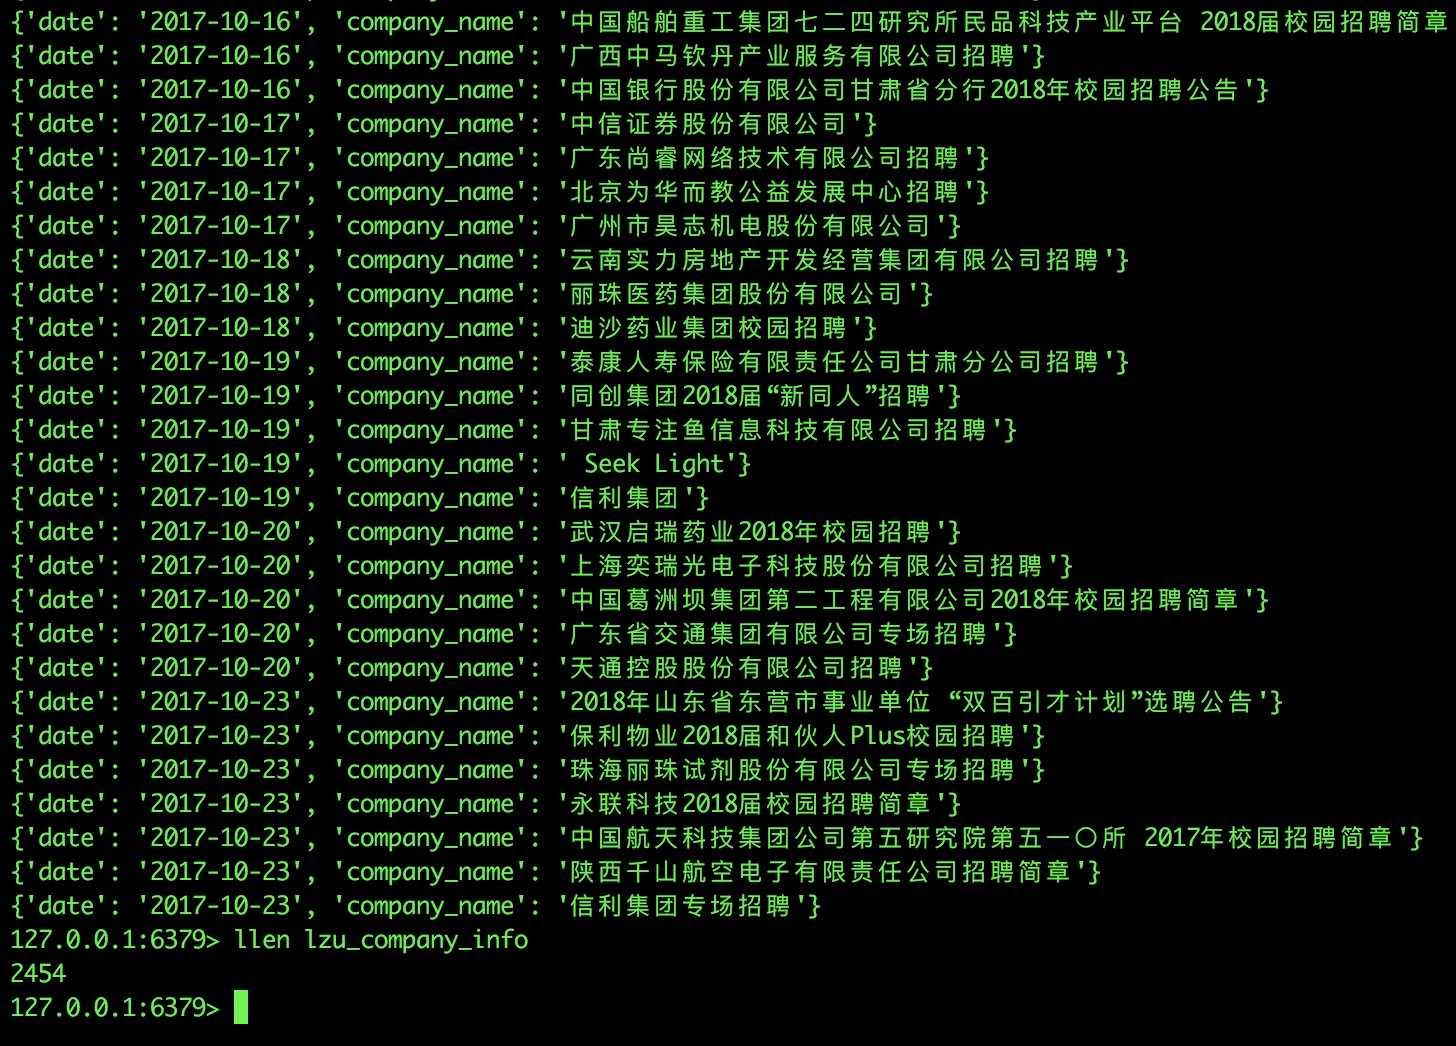 {'date': '2017-10-16', 'company_name': '中国船舶重工集团七二四研究所民品科技产业平台 2018届校园招聘简章
{'date': '2017-10-16', 'company_name': '广西中马钦丹产业服务有限公司招聘'}
{'date': '2017-10-16', 'company_name': '中国银行股份有限公司甘肃省分行2018年校园招聘公告'}
{'date': '2017-10-17', 'company_name': '中信证券股份有限公司'}
{'date': '2017-10-17', 'company_name': '广东尚睿网络技术有限公司招聘'}
{'date': '2017-10-17', 'company_name': '北京为华而教公益发展中心招聘'}
{'date': '2017-10-17', 'company_name': '广州市昊志机电股份有限公司'}
{'date': '2017-10-18', 'company_name': '云南实力房地产开发经营集团有限公司招聘'}
{'date': '2017-10-18', 'company_name': '丽珠医药集团股份有限公司'}
{'date': '2017-10-18', 'company_name': '迪沙药业集团校园招聘'}
{'date': '2017-10-19', 'company_name': '泰康人寿保险有限责任公司甘肃分公司招聘'}
{'date': '2017-10-19', 'company_name': '同创集团2018届“新同人”招聘'}
{'date': '2017-10-19', 'company_name': '甘肃专注鱼信息科技有限公司招聘'}
{'date': '2017-10-19', 'company_name': ' Seek Light'}
{'date': '2017-10-19', 'company_name': '信利集团'}
{'date': '2017-10-20', 'company_name': '武汉启瑞药业2018年校园招聘'}
{'date': '2017-10-20', 'company_name': '上海奕瑞光电子科技股份有限公司招聘'}
{'date': '2017-10-20', 'company_name': '中国葛洲坝集团第二工程有限公司2018年校园招聘简章'}
{'date': '2017-10-20', 'company_name': '广东省交通集团有限公司专场招聘'}
{'date': '2017-10-20', 'company_name': '天通控股股份有限公司招聘'}
{'date': '2017-10-23', 'company_name': '2018年山东省东营市事业单位 “双百引才计划”选聘公告'}
{'date': '2017-10-23', 'company_name': '保利物业2018届和伙人Plus校园招聘'}
{'date': '2017-10-23', 'company_name': '珠海丽珠试剂股份有限公司专场招聘'}
{'date': '2017-10-23', 'company_name': '永联科技2018届校园招聘简章'}
{'date': '2017-10-23', 'company_name': '中国航天科技集团公司第五研究院第五一〇所 2017年校园招聘简章'}
{'date': '2017-10-23', 'company_name': '陕西千山航空电子有限责任公司招聘简章'}
{'date': '2017-10-23', 'company_name': '信利集团专场招聘'}
127.0.0.1:6379> llen lzu_company_info
2454
127.0.0.1:6379>